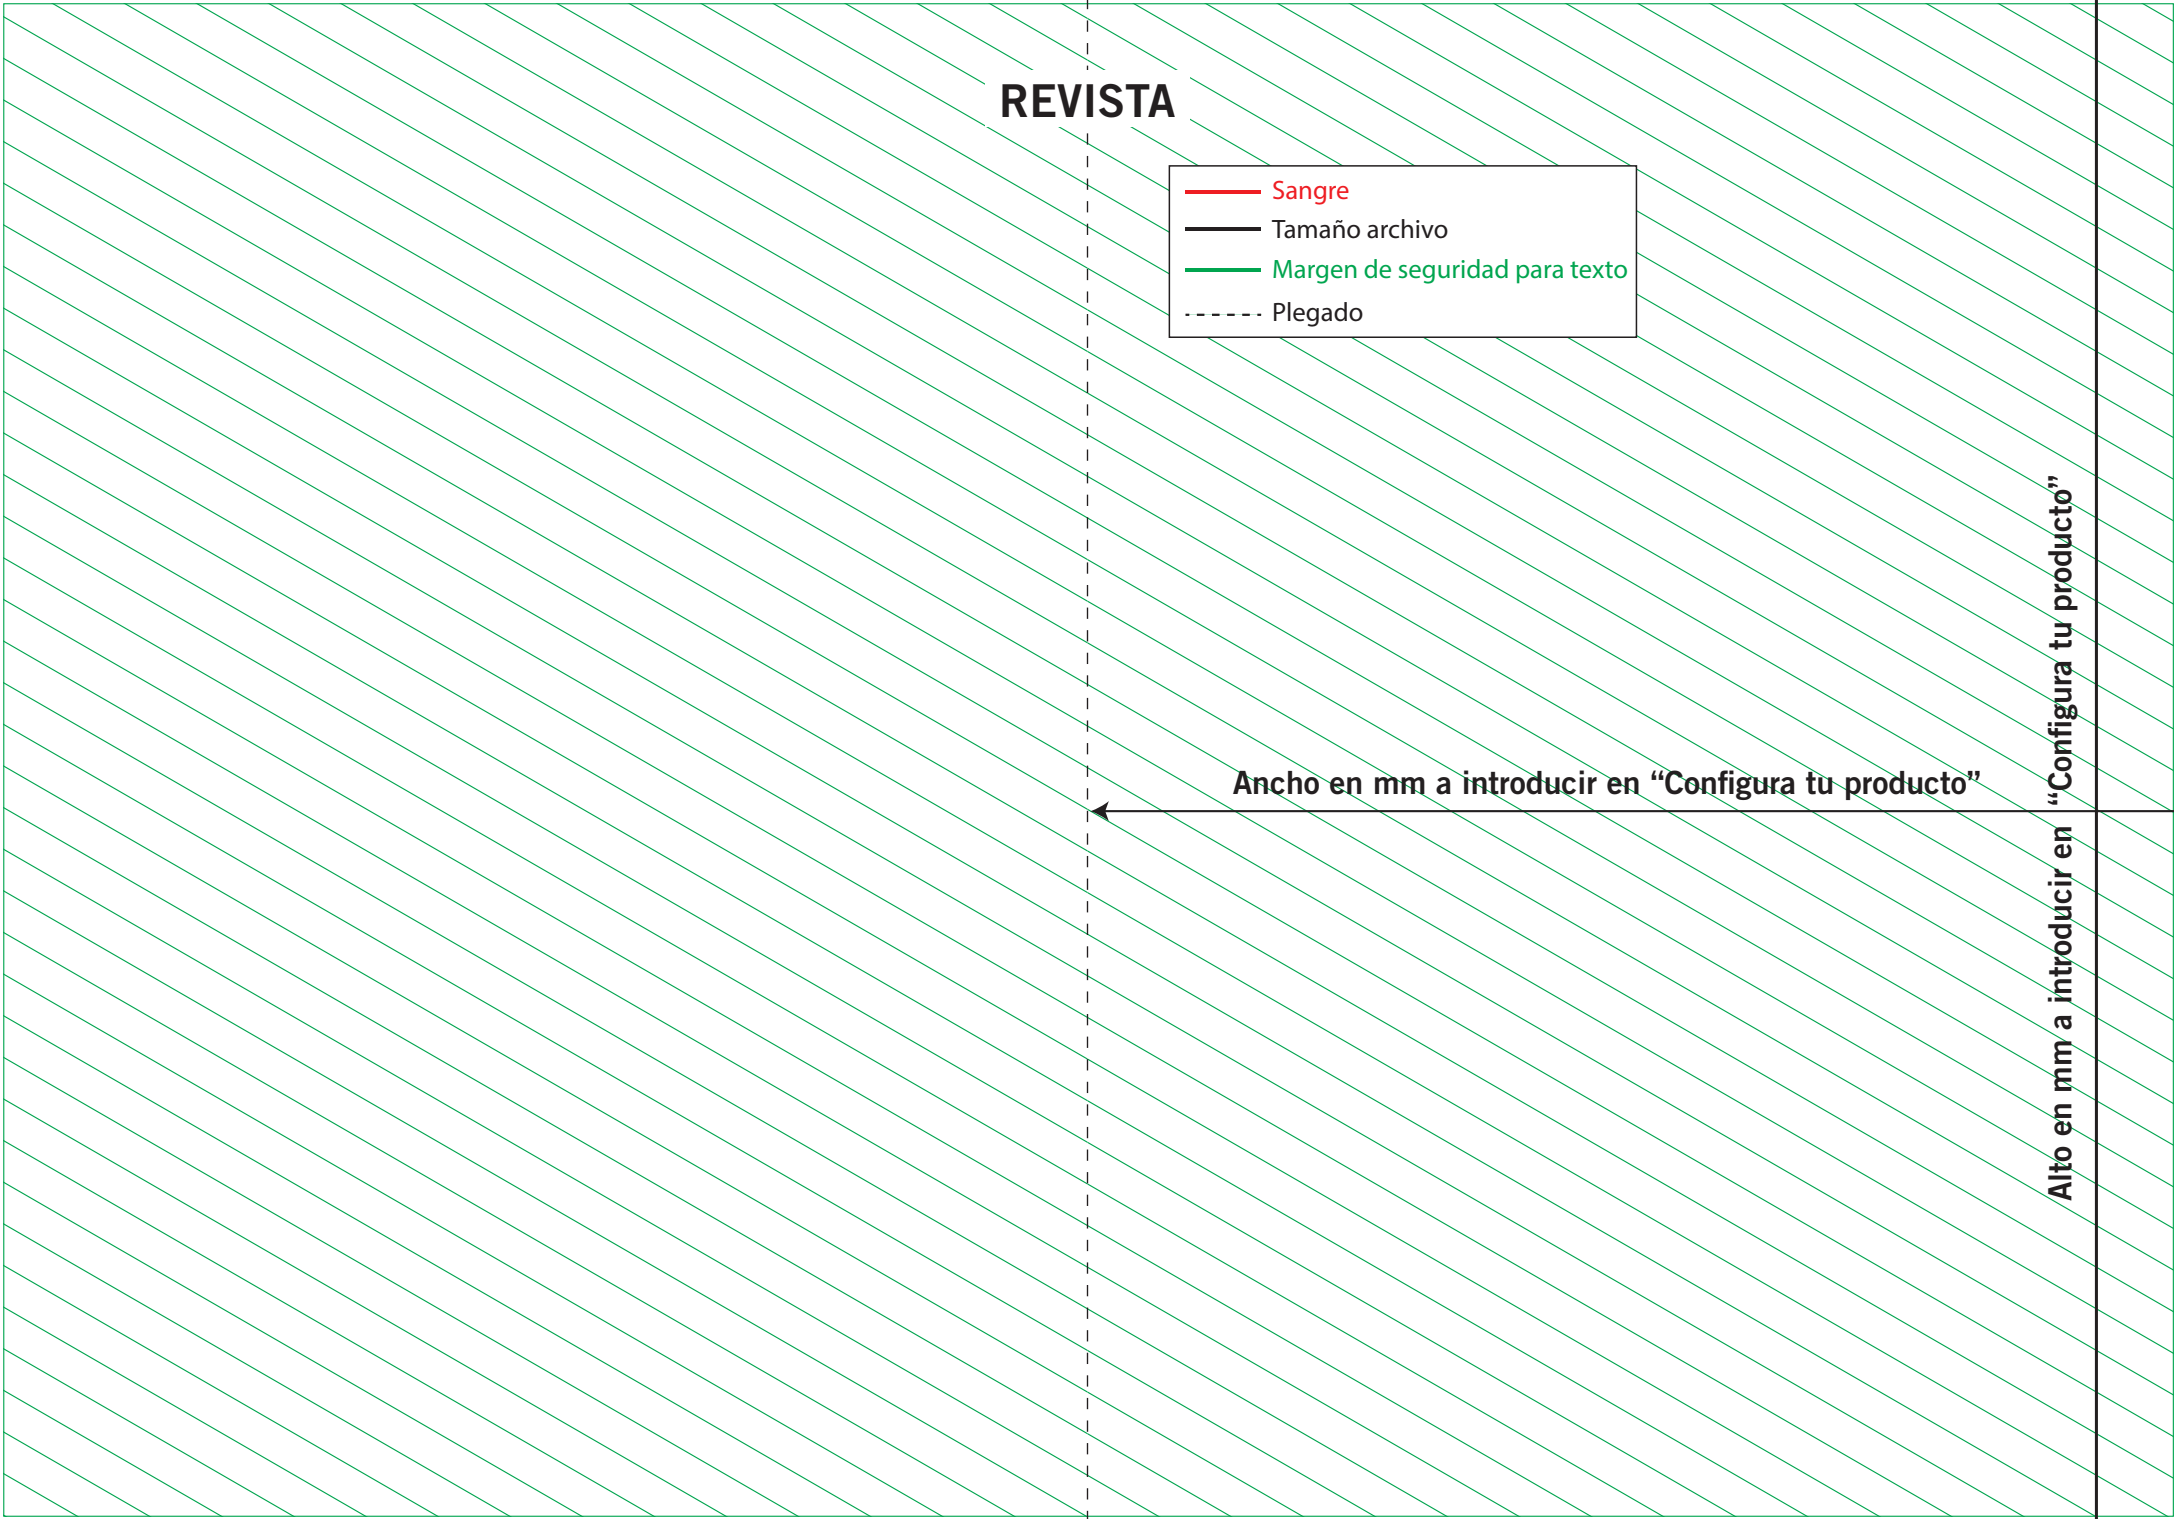 REVISTA
Sangre
Tamaño archivo
Margen de seguridad para texto
Plegado
Ancho en mm a introducir en “Configura tu producto”
Alto en mm a introducir en “Configura tu producto”